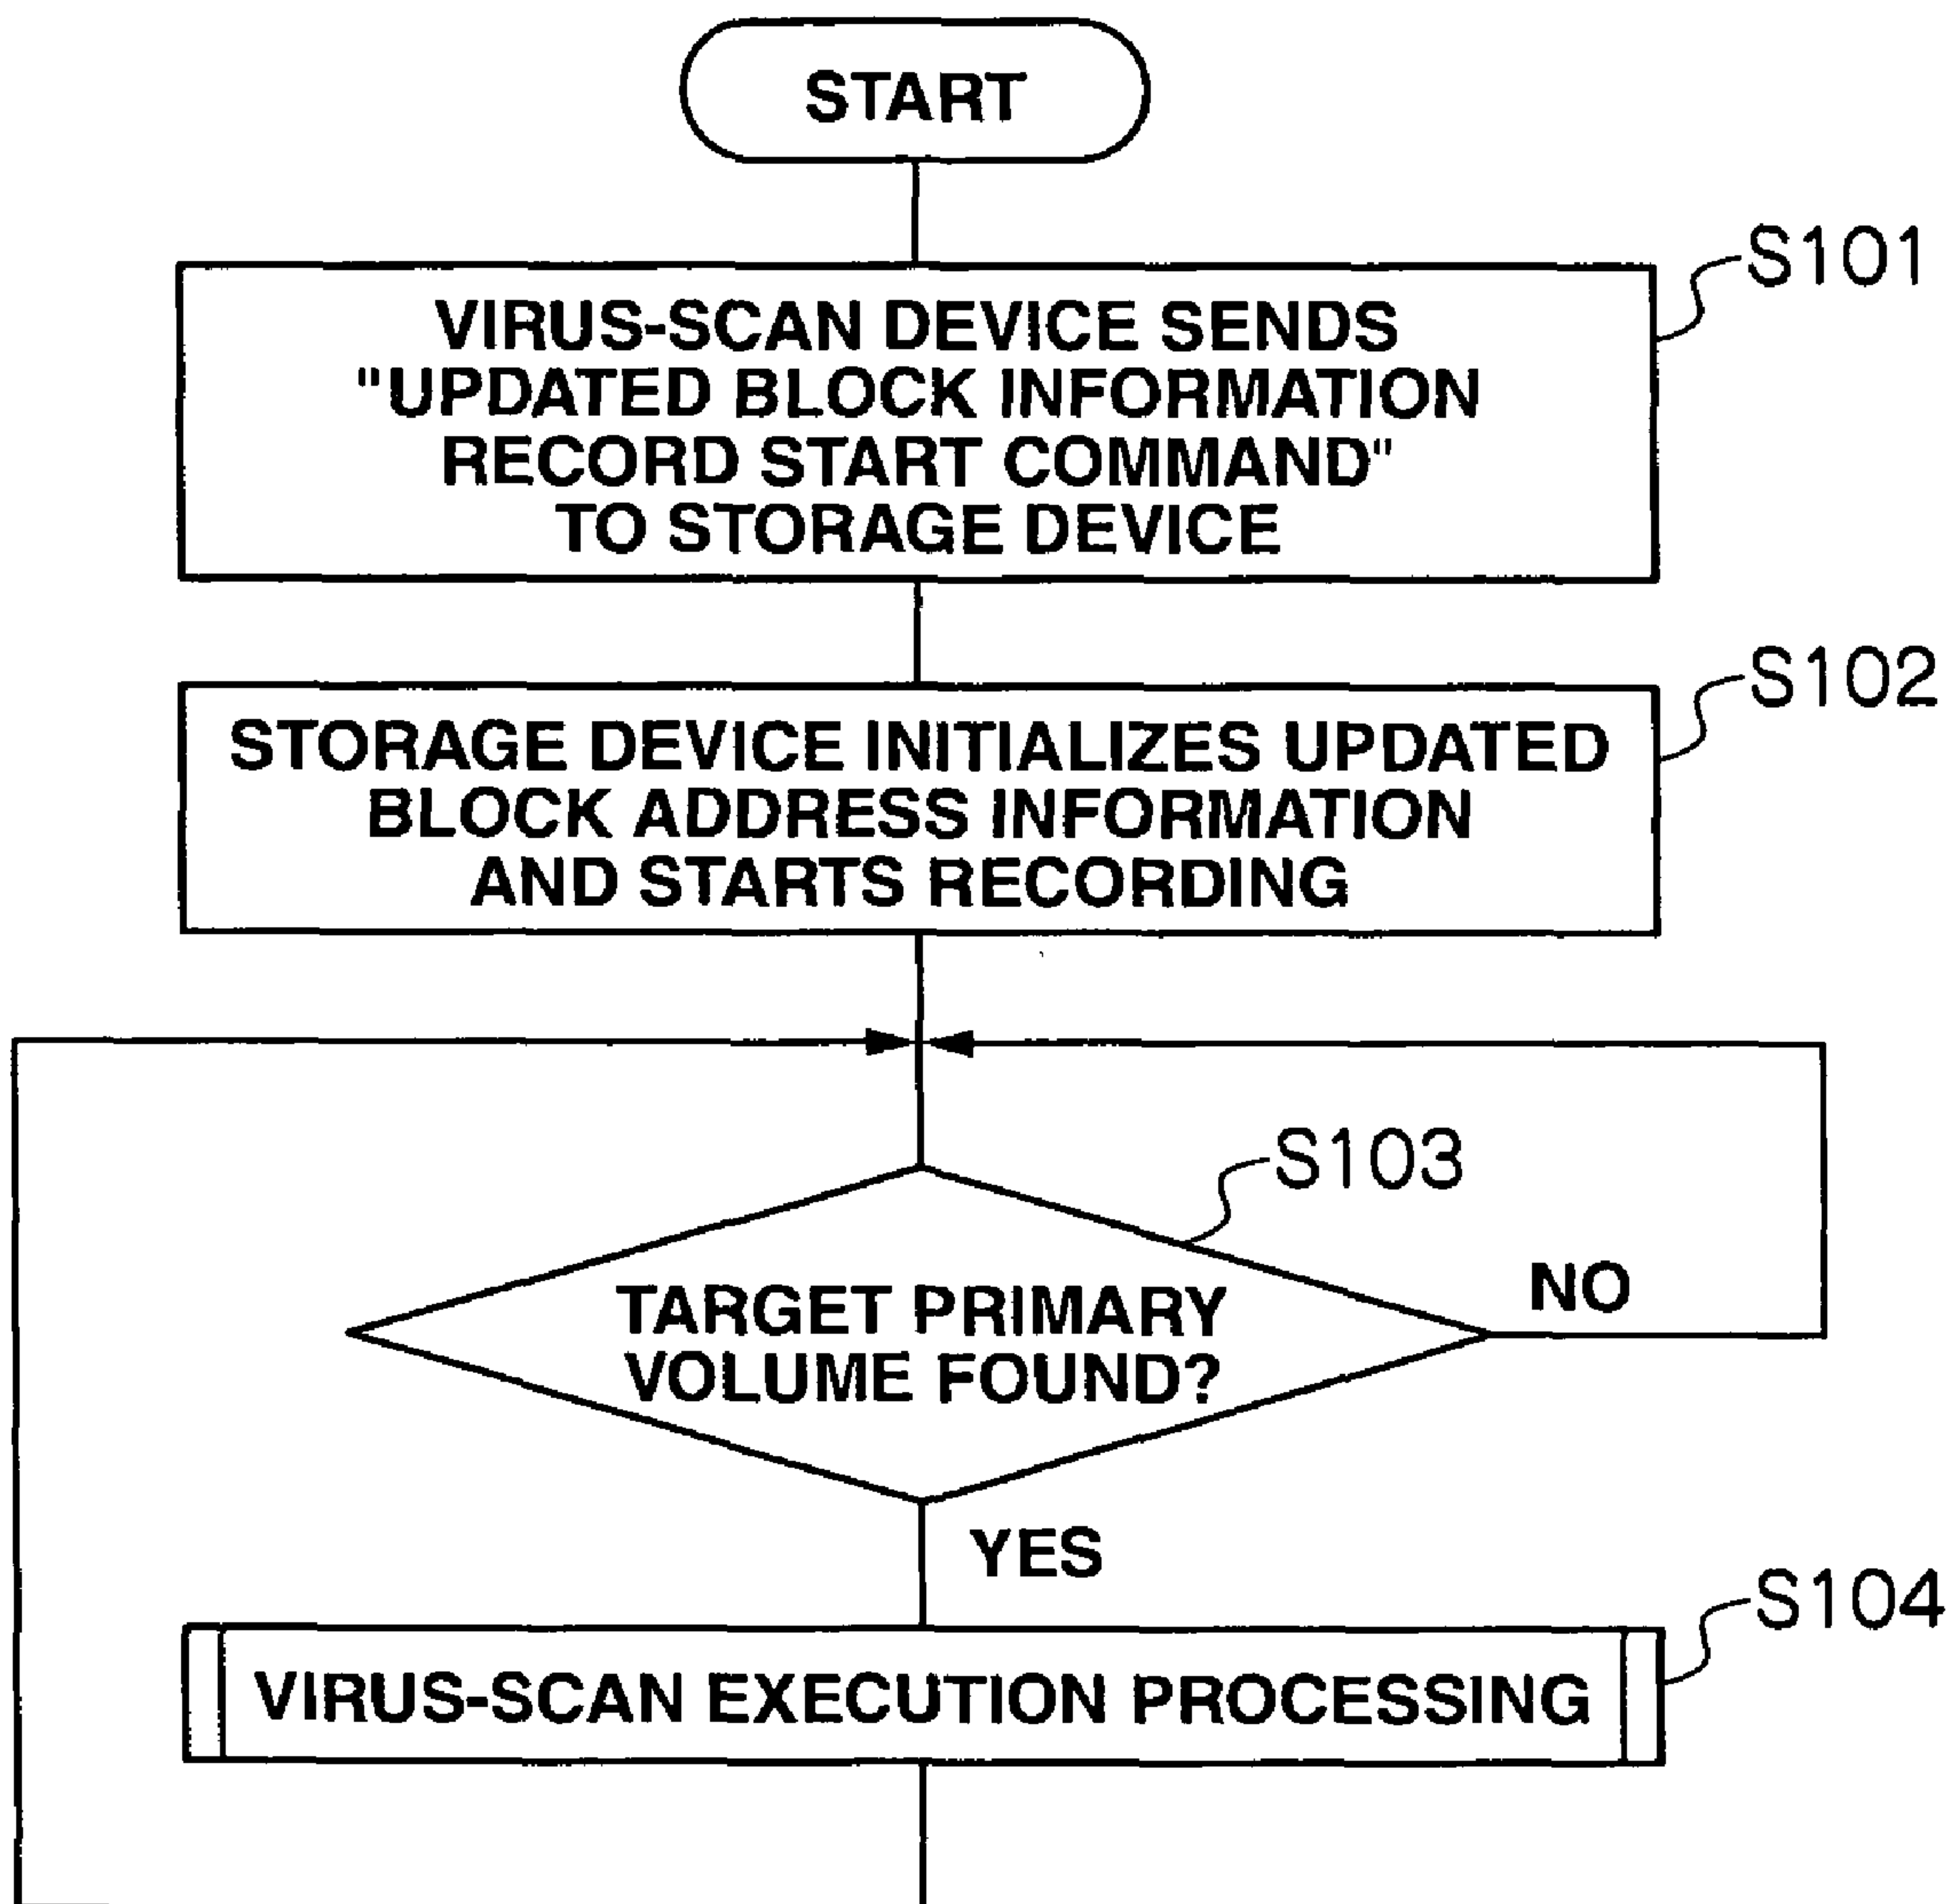 START
S101
VIRUS-SCAN DEVICE SENDS
"UPDATED BLOCK INFORMATION
RECORD START COMMAND"
TO STORAGE DEVICE
S102
STORAGE DEVICE INITIALIZES UPDATED
BLOCK ADDRESS INFORMATION
AND STARTS RECORDING
S103
TARGET PRIMARY
VOLUME FOUND?
NO
YES
S104
VIRUS-SCAN EXECUTION PROCESSING